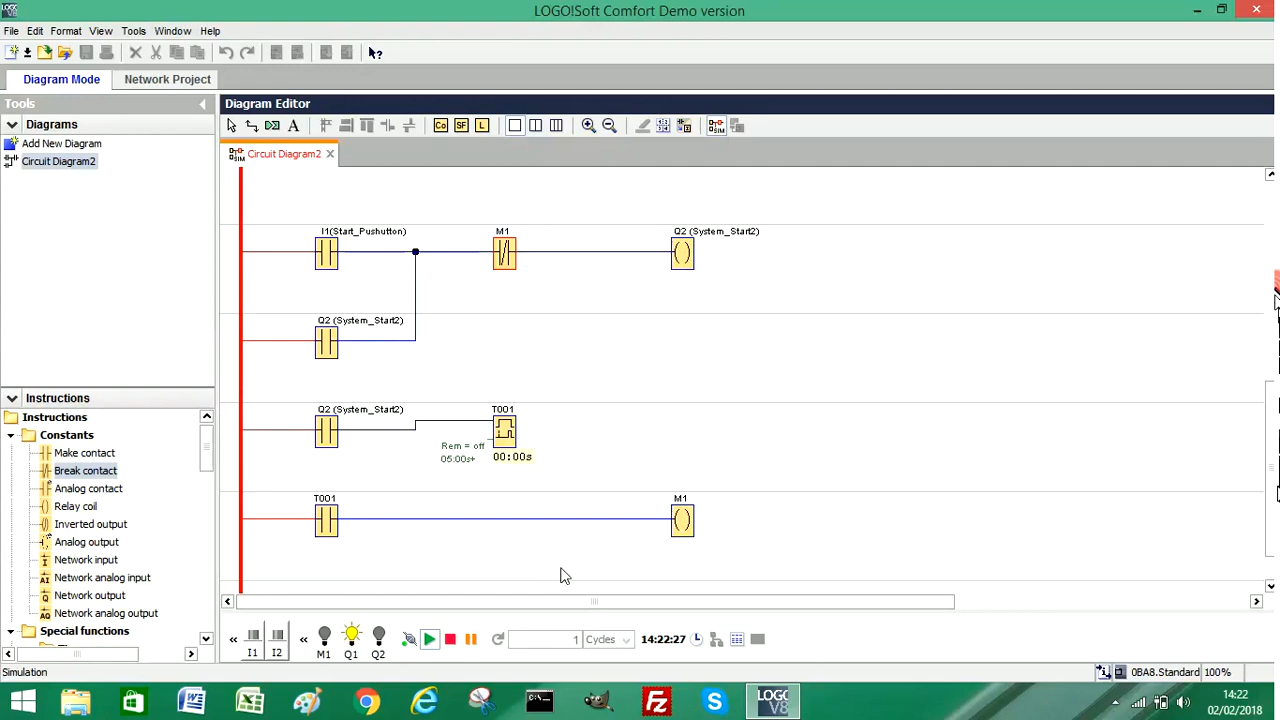 LOGO!Soft Comfort Demo version
File Edit Format View Tools Window Help
Diagram Mode Network Project
Tools
Diagrams
Add New Diagram
Circuit Diagram2
Diagram Editor
Co SF L
Circuit Diagram2
I1(Start_Pushutton) M1 Q2 (System_Start2)
Q2 (System_Start2)
Q2 (System_Start2) T001
Rem = off
05:00s+ 00:00s
T001 M1
Instructions
Instructions
Constants
Make contact
Break contact
Analog contact
Relay coil
Inverted output
Analog output
Network input
Network analog input
Network output
Network analog output
Special functions
I1 I2 M1 Q1 Q2 1 Cycles 14:22:27
Simulation 0BA8.Standard 100%
14:22
02/02/2018